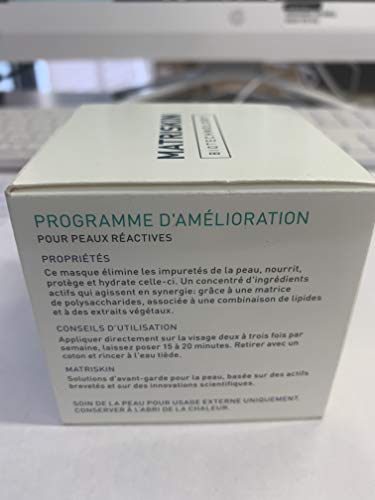 MATRISKIN
BIOTECHNOLOGY
PROGRAMME D'AMÉLIORATION
POUR PEAUX RÉACTIVES
PROPRIÉTÉS
Ce masque élimine les impuretés de la peau, nourrit,
protège et hydrate celle-ci. Un concentré d'ingrédients
actifs qui agissent en synergie: grâce à une matrice
de polysaccharides, associée à une combinaison de lipides
et à des extraits végétaux.
CONSEILS D'UTILISATION
Appliquer directement sur la visage deux à trois fois par
semaine, laissez poser 15 à 20 minutes. Retirer avec un
coton et rincer à l'eau tiède.
MATRISKIN
Solutions d'avant-garde pour la peau, basée sur des actifs
brevetés et sur des innovations scientifiques.
SOIN DE LA PEAU POUR USAGE EXTERNE UNIQUEMENT.
CONSERVER À L'ABRI DE LA CHALEUR.